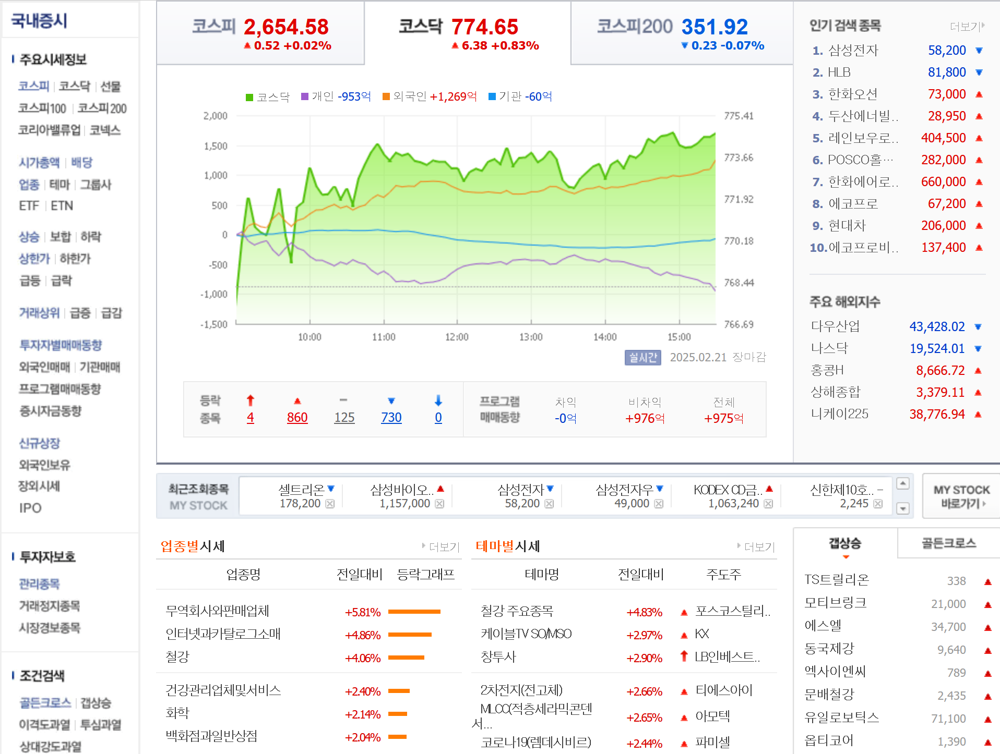 국내증시
주요시세정보
코스피 코스닥 선물
코스피100 코스피200
코리아밸류업 코넥스
시가총액 배당
업종 테마 그룹사
ETF ETN
상승 보합 하락
상한가 하한가
급등 급락
거래상위 급증 급감
투자자별매매동향
외국인매매 기관매매
프로그램매매동향
증시자금동향
신규상장
외국인보유
장외시세
IPO
투자자보호
관리종목
거래정지종목
시장경보종목
조건검색
골든크로스 갭상승
이격도과열 투심과열
상대강도과열
코스피 2,654.58
▲ 0.52 +0.02%
코스닥 774.65
▲ 6.38 +0.83%
코스피200 351.92
▼ 0.23 -0.07%
코스닥 개인 -953억 외국인 +1,269억 기관 -60억
2,000 775.41
1,500
773.66
1,000
771.92
500
0
770.18
-500
768.44
-1,000
-1,500 766.69
10:00 11:00 12:00 13:00 14:00 15:00
실시간 2025.02.21 장마감
등락
종목 4 860 125 730 0
프로그램 차익 비차익 전체
매매동향 -0억 +976억 +975억
인기 검색 종목 더보기
1. 삼성전자 58,200 ▼
2. HLB 81,800 ▼
3. 한화오션 73,000 ▲
4. 두산에너빌.. 28,950 ▲
5. 레인보우로.. 404,500 ▲
6. POSCO홀… 282,000 ▲
7. 한화에어로.. 660,000 ▲
8. 에코프로 67,200 ▲
9. 현대차 206,000 ▲
10. 에코프로비.. 137,400 ▲
주요 해외지수
다우산업 43,428.02 ▼
나스닥 19,524.01 ▼
홍콩H 8,666.72 ▲
상해종합 3,379.11 ▲
니케이225 38,776.94 ▲
최근조회종목 셀트리온▼ 삼성바이오..▲ 삼성전자▼ 삼성전자우▼ KODEX CD금..▲ 신한제10호.. –
MY STOCK 178,200 1,157,000 58,200 49,000 1,063,240 2,245
MY STOCK
바로가기
업종별시세 더보기
업종명 전일대비 등락그래프
무역회사와판매업체 +5.81%
인터넷과카탈로그소매 +4.86%
철강 +4.06%
건강관리업체및서비스 +2.40%
화학 +2.14%
백화점과일반상점 +2.04%
테마별시세 더보기
테마명 전일대비 주도주
철강 주요종목 +4.83% ▲ 포스코스틸리..
케이블TV SO/MSO +2.97% ▲ KX
창투사 +2.90% LB인베스트..
2차전지(전고체) +2.66% ▲ 티에스아이
MLCC(적층세라믹콘덴
서... +2.65% ▲ 아모텍
코로나19(렘데시비르) +2.44% ▲ 파미셀
갭상승 골든크로스
TS트릴리온 338 ▲
모티브링크 21,000 ▲
에스엘 34,700 ▲
동국제강 9,640 ▲
엑사이엔씨 789 ▲
문배철강 2,435 ▲
유일로보틱스 71,100 ▲
옵티코어 1,390 ▲